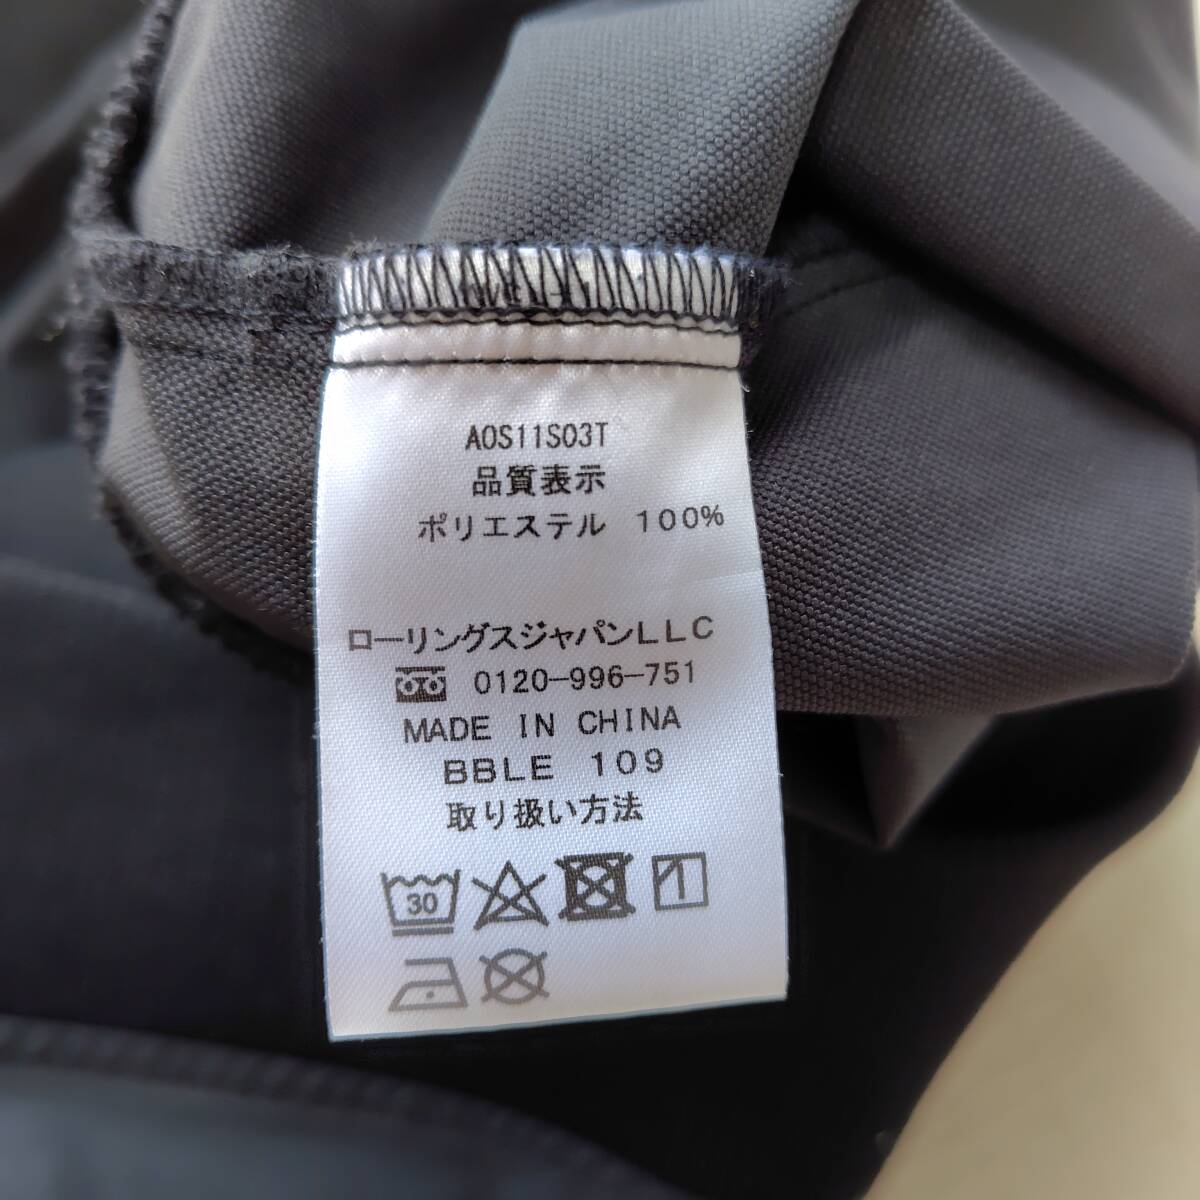 AOS11S03T
品質表示
ポリエステル 100%
ローリングスジャパンLLC
0120-996-751
MADE IN CHINA
BBLE 109
取り扱い方法
30